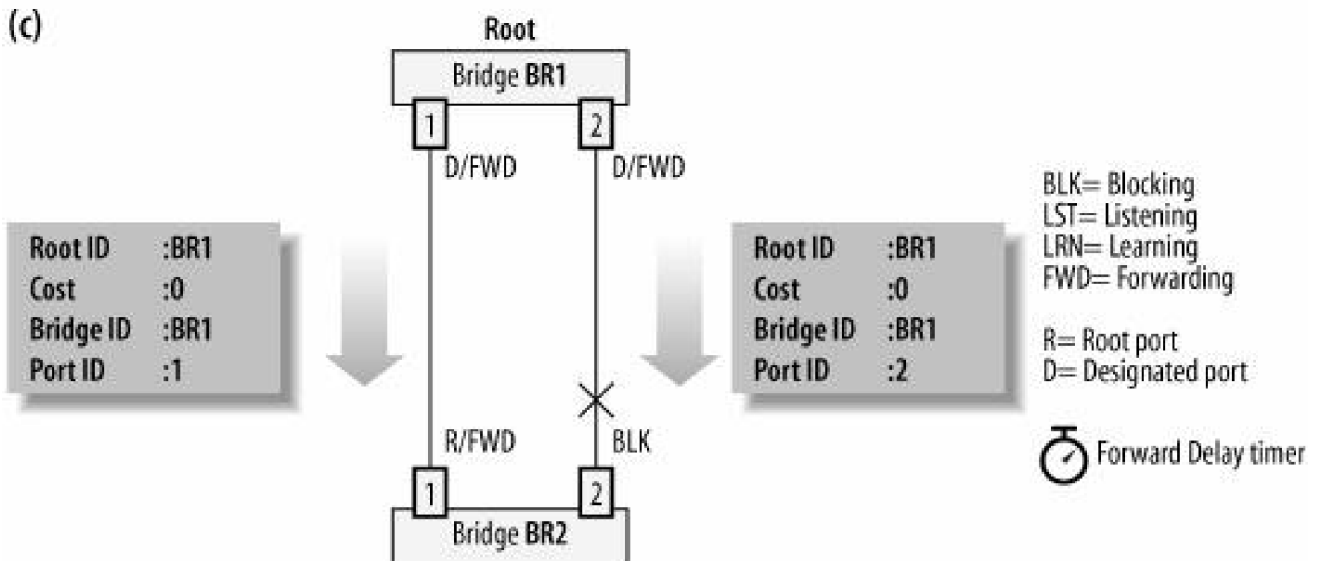 (c)
Root
Bridge BR1
1 2
D/FWD D/FWD
Root ID :BR1
Cost :0
Bridge ID :BR1
Port ID :1
Root ID :BR1
Cost :0
Bridge ID :BR1
Port ID :2
R/FWD BLK
1 2
Bridge BR2
BLK= Blocking
LST= Listening
LRN= Learning
FWD= Forwarding
R= Root port
D= Designated port
Forward Delay timer